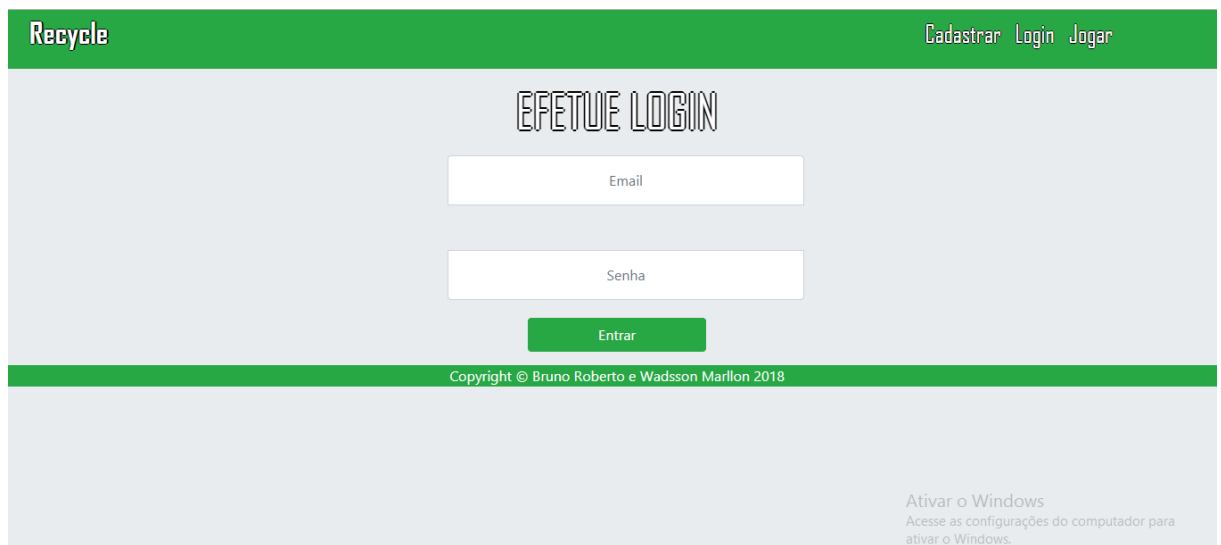 Recycle
Cadastrar Login Jogar
EFETUE LOGIN
Email
Senha
Entrar
Copyright © Bruno Roberto e Wadsson Marllon 2018
Ativar o Windows
Acesse as configurações do computador para
ativar o Windows.